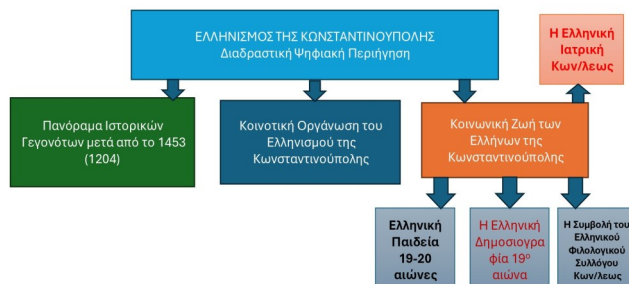 ΕΛΛΗΝΙΣΜΟΣ ΤΗΣ ΚΩΝΣΤΑΝΤΙΝΟΥΠΟΛΗΣ
Διαδραστική Ψηφιακή Περιήγηση
Η Ελληνική
Ιατρική
Κων/λεως
Πανόραμα Ιστορικών
Γεγονότων μετά από το 1453
(1204)
Κοινοτική Οργάνωση του
Ελληνισμού της
Κωνσταντινούπολης
Κοινωνική Ζωή των
Ελλήνων της
Κωνσταντινούπολης
Ελληνική
Παιδεία
19-20
αιώνες
Η Ελληνική
Δημοσιογρα
φία 19º
αιώνα
Η Συμβολή του
Ελληνικού
Φιλολογικού
Συλλόγου
Κων/λεως